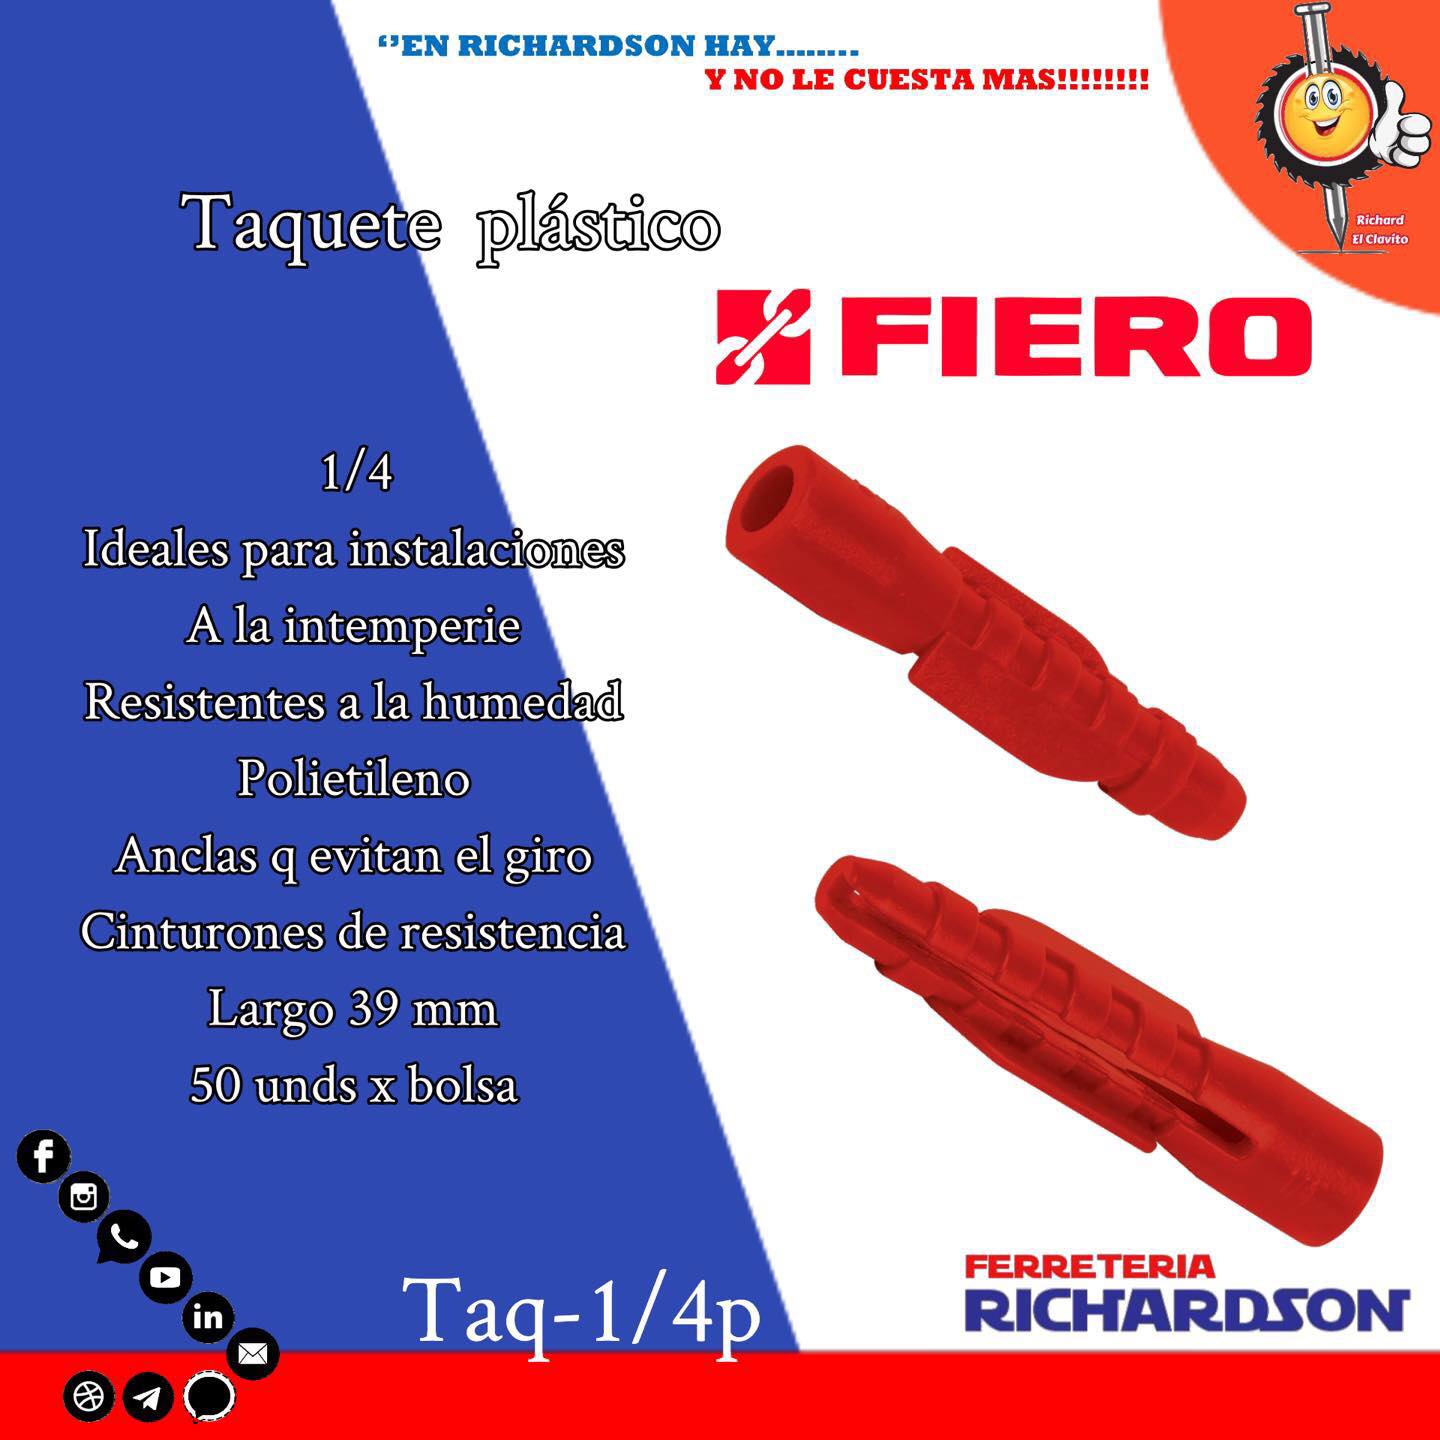 ‘’EN RICHARDSON HAY........
Y NO LE CUESTA MAS!!!!!!!!
Richard
El Clavito
Taquete plástico
FIERO
1/4
Ideales para instalaciones
A la intemperie
Resistentes a la humedad
Polietileno
Anclas q evitan el giro
Cinturones de resistencia
Largo 39 mm
50 unds x bolsa
Taq-1/4p
FERRETERIA
RICHARDSON